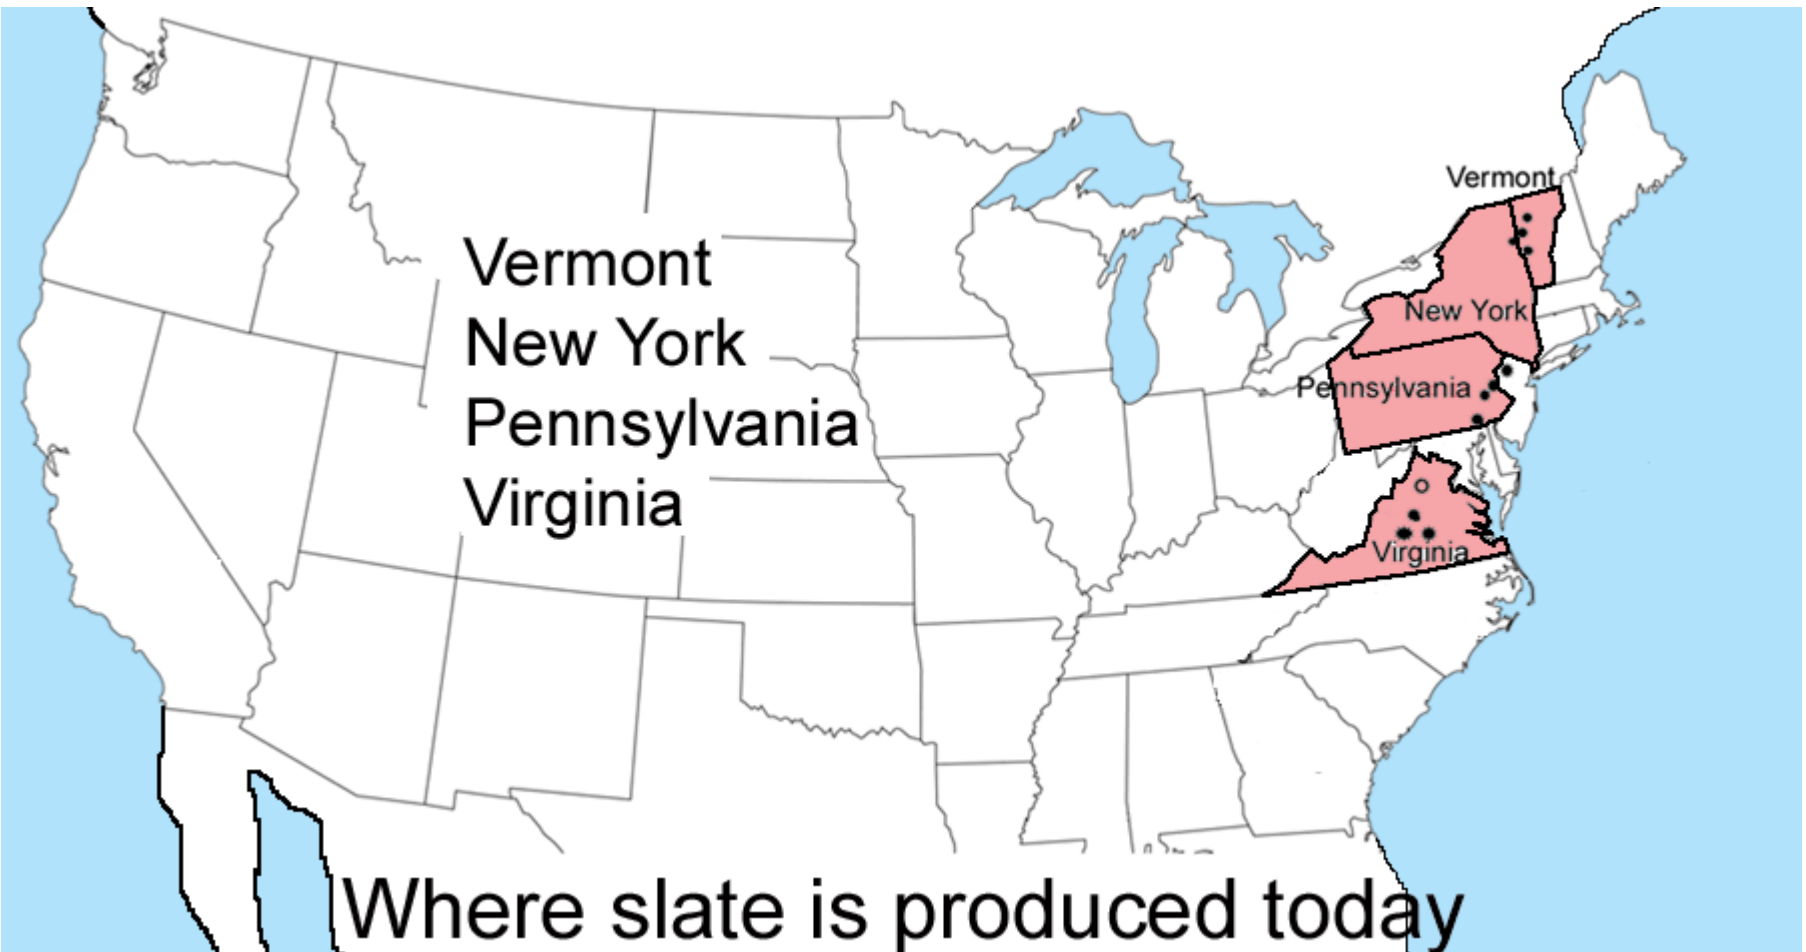 Vermont
Vermont
New York
New York
Pennsylvania
Pennsylvania
Virginia
Virginia
Where slate is produced today